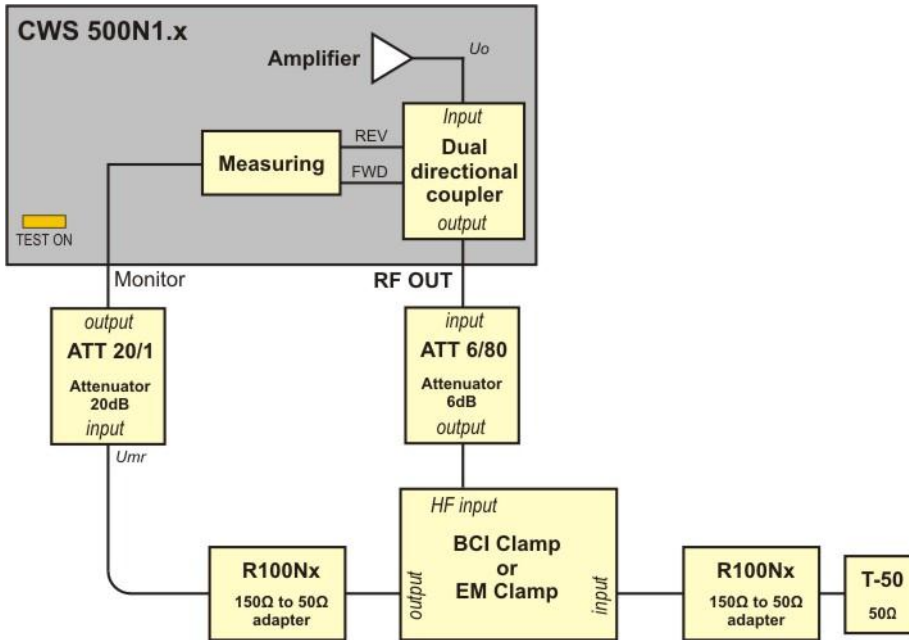 CWS 500N1.x
Amplifier
Uo
Input
Dual
directional
coupler
output
Measuring
REV
FWD
TEST ON
Monitor
RF OUT
output
ATT 20/1
Attenuator
20dB
input
Umr
input
ATT 6/80
Attenuator
6dB
output
HF input
BCI Clamp
or
EM Clamp
output
input
R100Nx
150Ω to 50Ω
adapter
R100Nx
150Ω to 50Ω
adapter
T-50
50Ω